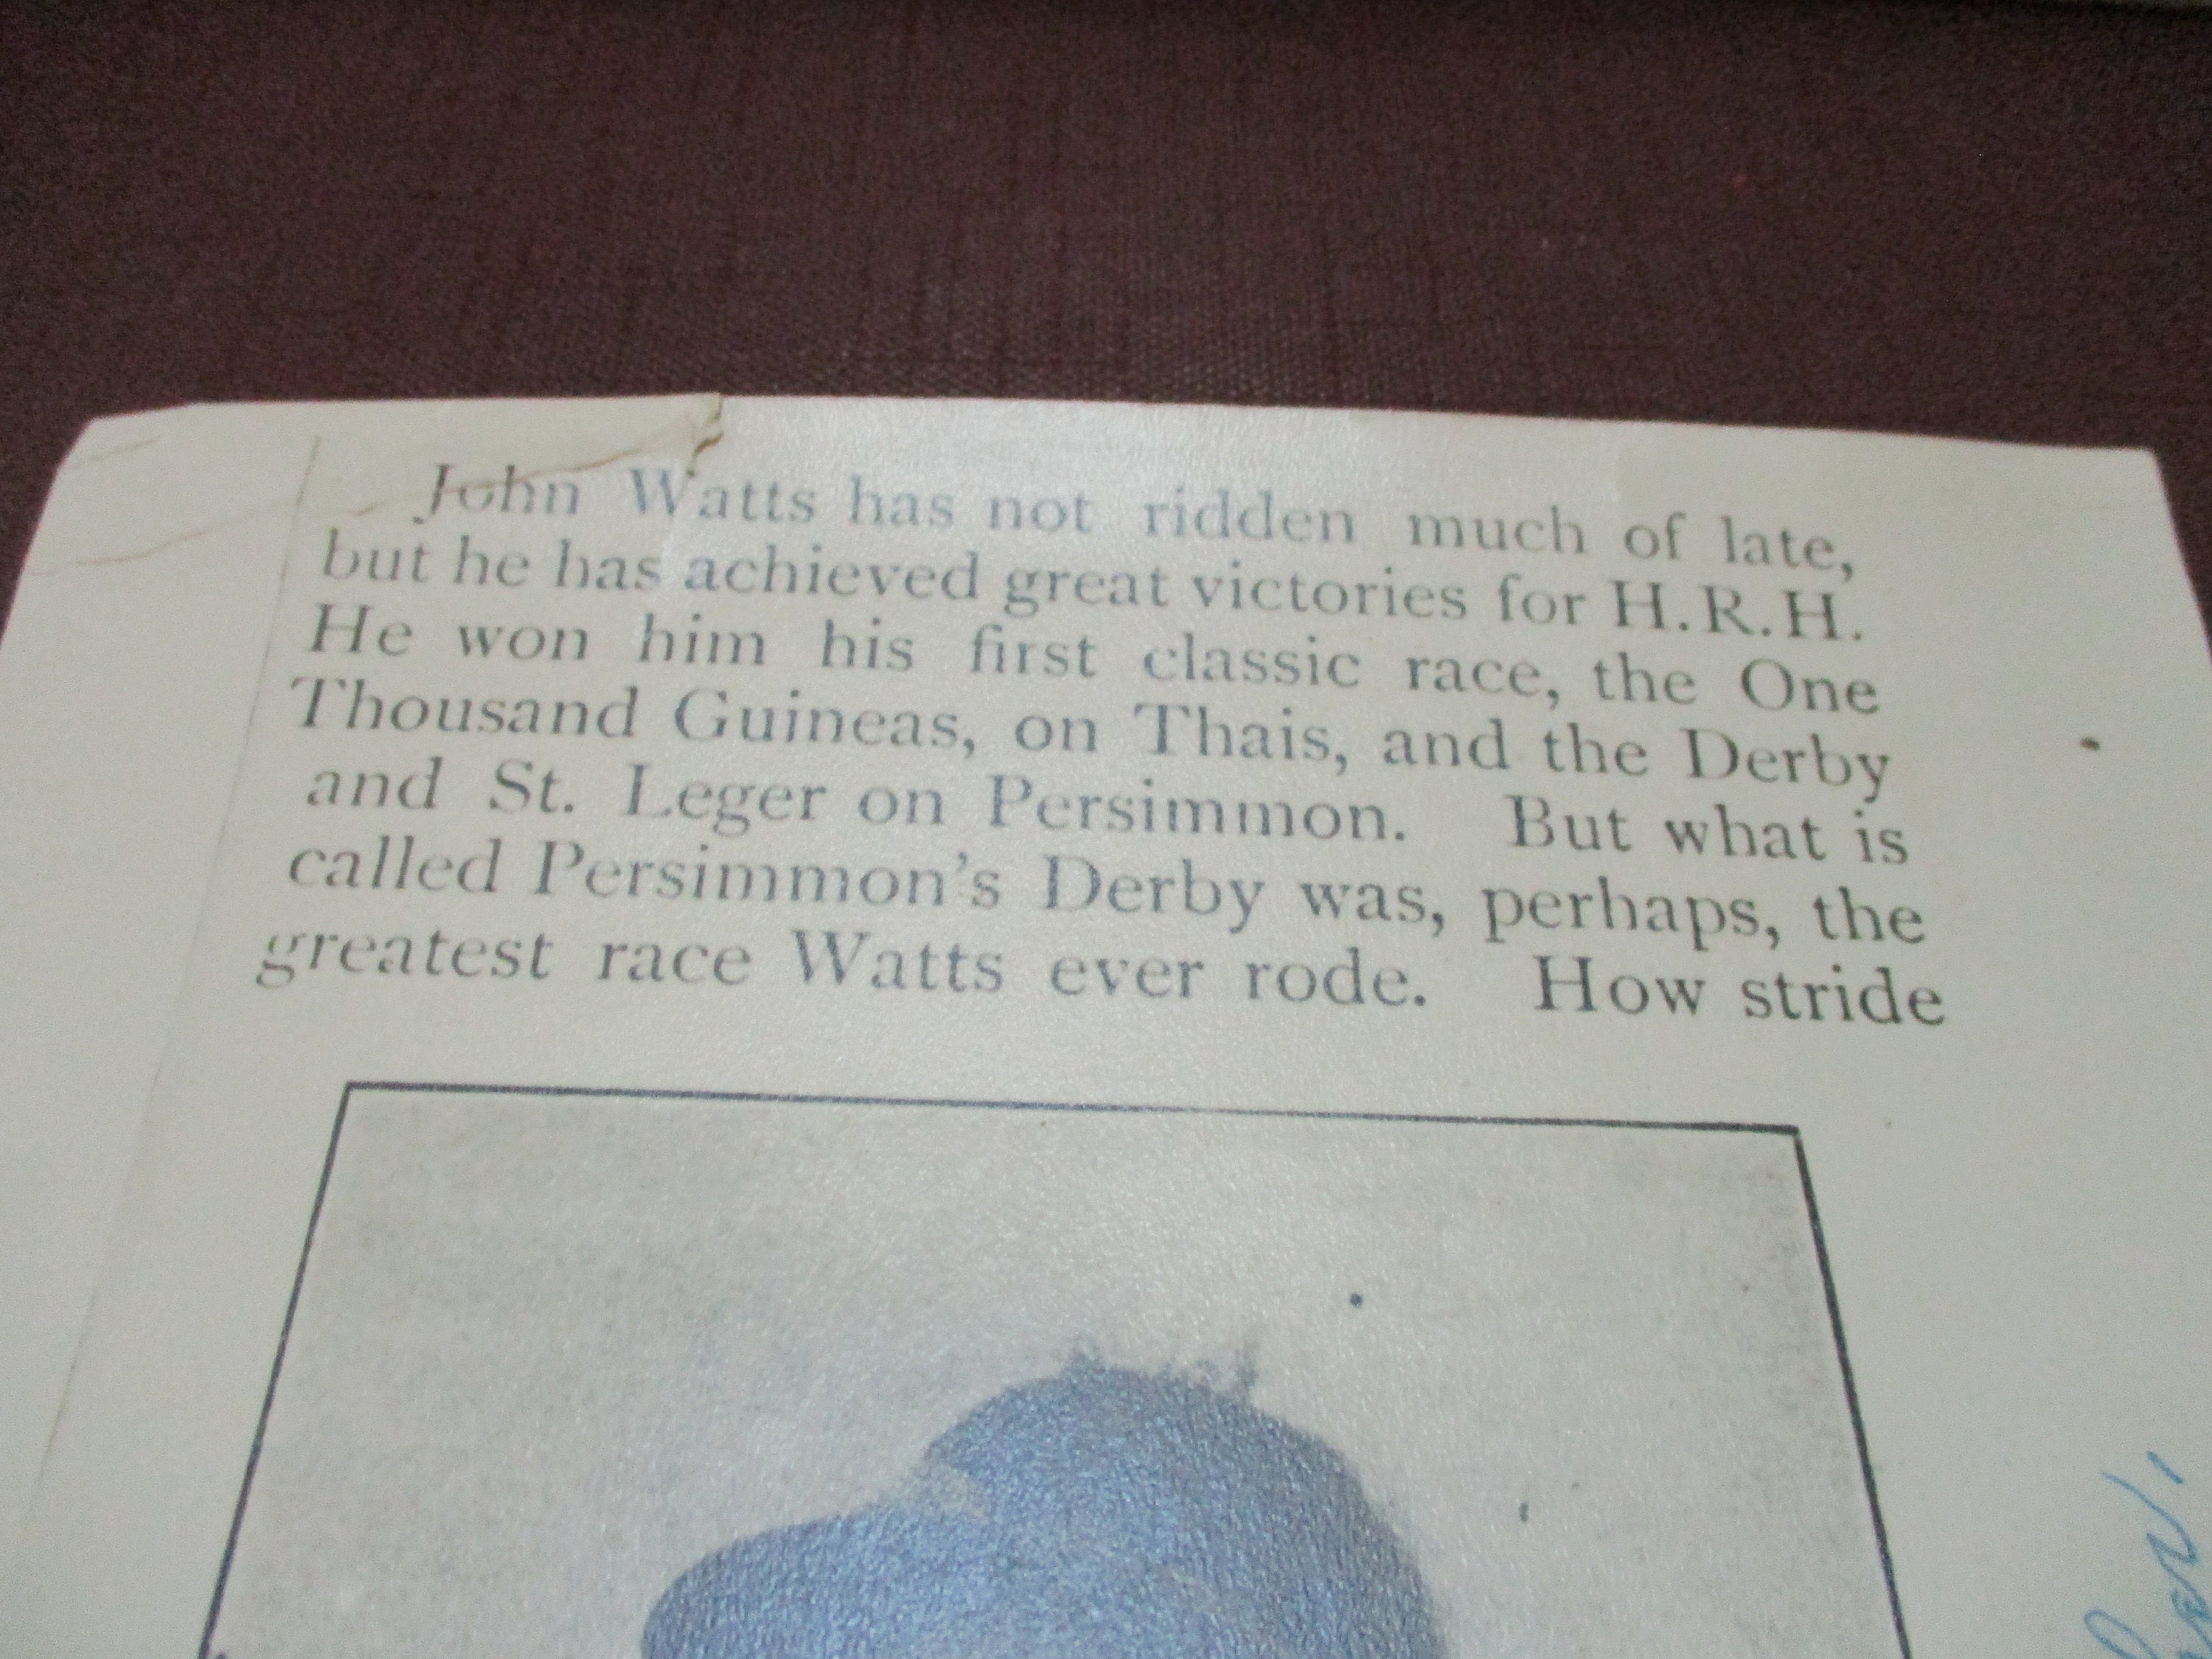 John Watts has not ridden much of late,
but he has achieved great victories for H.R.H.
He won him his first classic race, the One
Thousand Guineas, on Thais, and the Derby
and St. Leger on Persimmon. But what is
called Persimmon's Derby was, perhaps, the
greatest race Watts ever rode. How stride